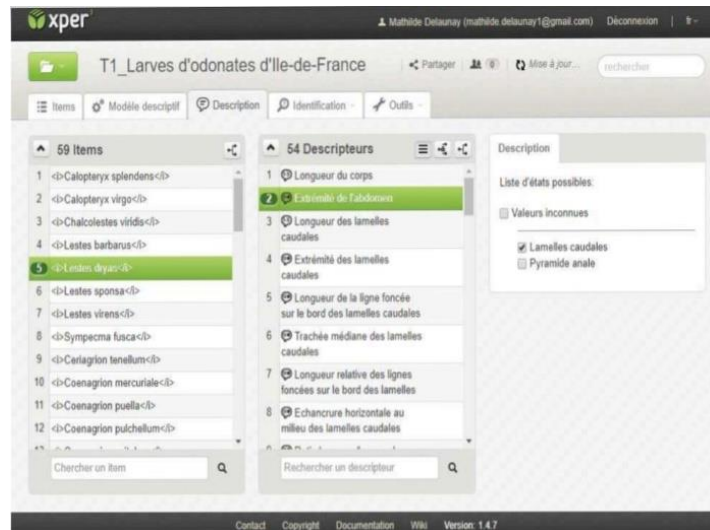 xper³
Mathilde Delaunay (mathilde.delaunay1@gmail.com) Déconnexion | fr
T1_Larves d'odonates d'Ile-de-France
Partager
0
Mise à jour...
rechercher
Items
Modèle descriptif
Description
Identification
Outils
59 Items
1 <i>Calopteryx splendens</i>
2 <i>Calopteryx virgo</i>
3 <i>Chalcolestes viridis</i>
4 <i>Lestes barbarus</i>
5 <i>Lestes dryas</i>
6 <i>Lestes sponsa</i>
7 <i>Lestes virens</i>
8 <i>Sympecma fusca</i>
9 <i>Ceriagrion tenellum</i>
10 <i>Coenagrion mercuriale</i>
11 <i>Coenagrion puella</i>
12 <i>Coenagrion pulchellum</i>
Chercher un item
54 Descripteurs
1 Longueur du corps
2 Extrémité de l'abdomen
3 Longueur des lamelles
caudales
4 Extrémité des lamelles
caudales
5 Longueur de la ligne foncée
sur le bord des lamelles caudales
6 Trachée médiane des lamelles
caudales
7 Longueur relative des lignes
foncées sur le bord des lamelles
8 Echancrure horizontale au
milieu des lamelles caudales
Rechercher un descripteur
Description
Liste d'états possibles:
Valeurs inconnues
Lamelles caudales
Pyramide anale
Contact Copyright Documentation Wiki Version: 1.4.7